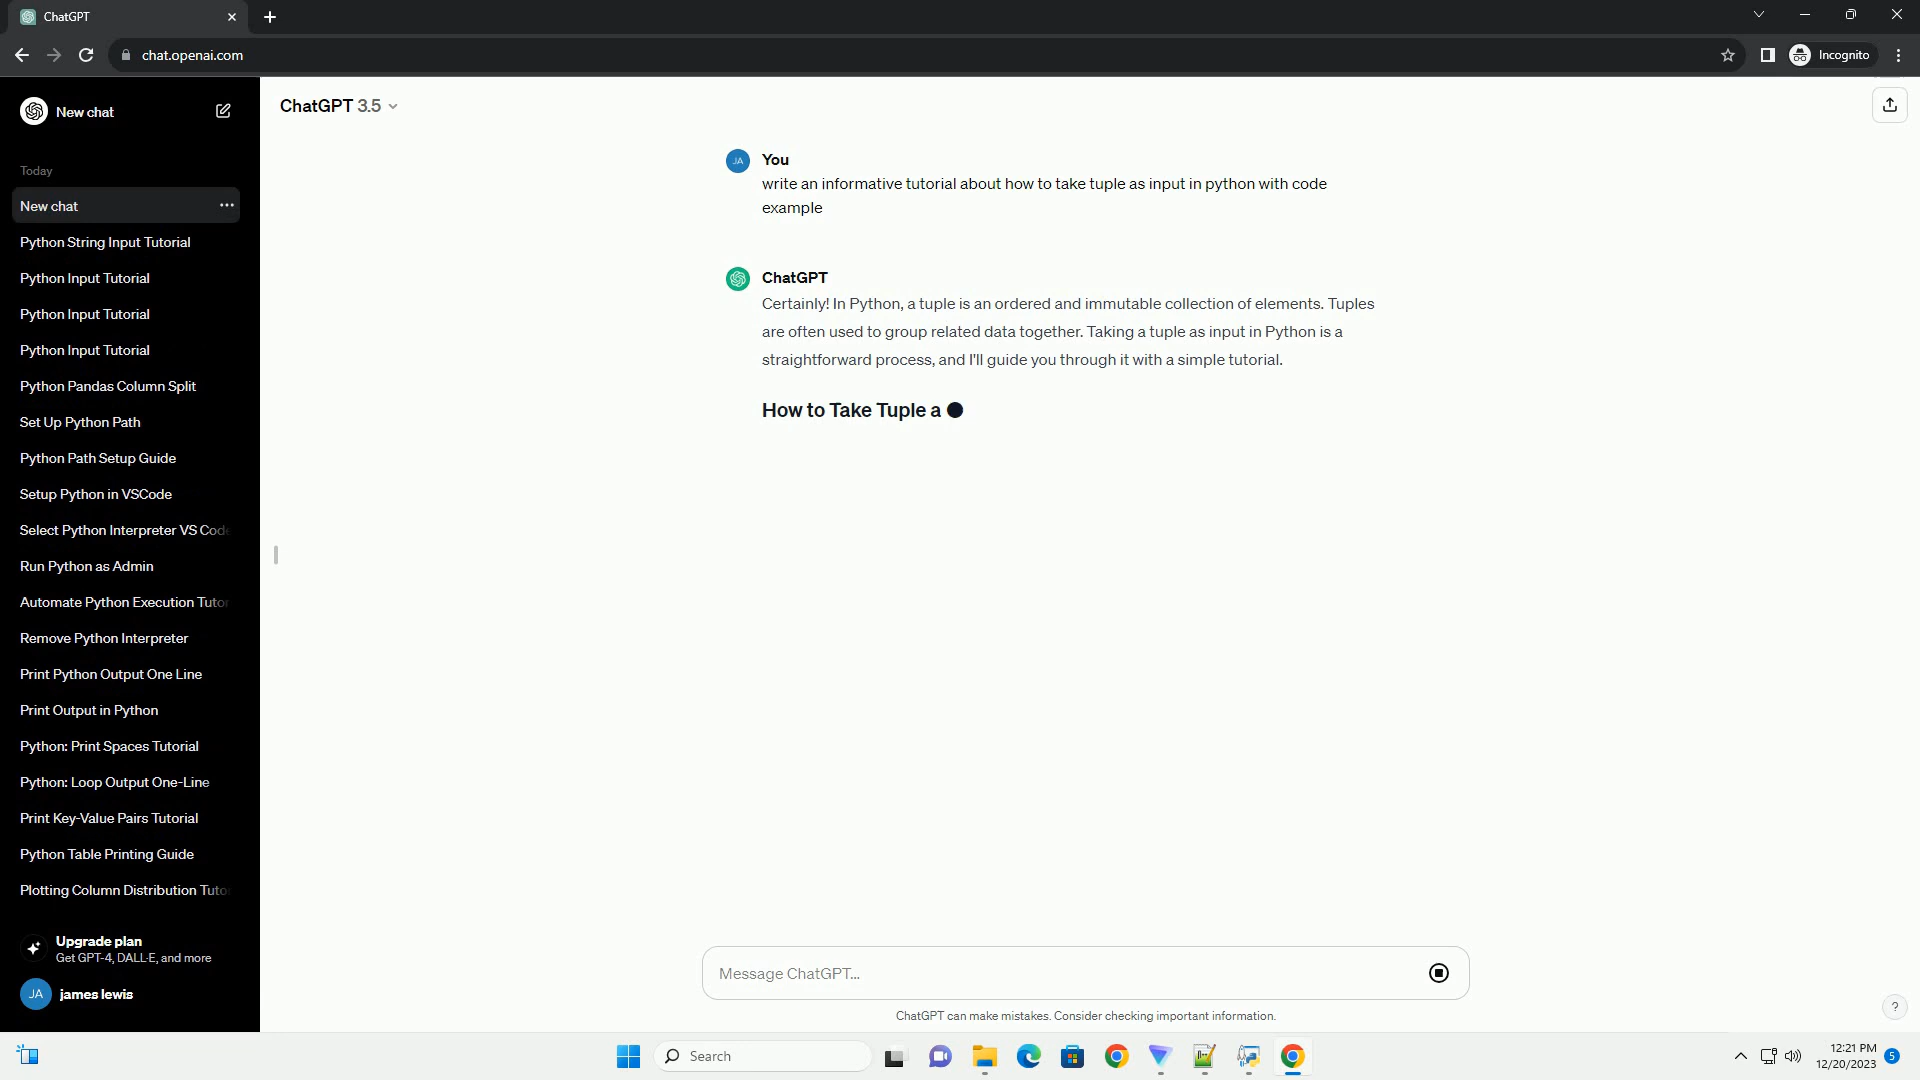 ChatGPT
chat.openai.com
Incognito
New chat
Today
New chat
Python String Input Tutorial
Python Input Tutorial
Python Input Tutorial
Python Input Tutorial
Python Pandas Column Split
Set Up Python Path
Python Path Setup Guide
Setup Python in VSCode
Select Python Interpreter VS Code
Run Python as Admin
Automate Python Execution Tutor
Remove Python Interpreter
Print Python Output One Line
Print Output in Python
Python: Print Spaces Tutorial
Python: Loop Output One-Line
Print Key-Value Pairs Tutorial
Python Table Printing Guide
Plotting Column Distribution Tuto
Upgrade plan
Get GPT-4, DALL·E, and more
JA
james lewis
ChatGPT 3.5
JA
You
write an informative tutorial about how to take tuple as input in python with code
example
ChatGPT
Certainly! In Python, a tuple is an ordered and immutable collection of elements. Tuples
are often used to group related data together. Taking a tuple as input in Python is a
straightforward process, and I'll guide you through it with a simple tutorial.
How to Take Tuple a
Message ChatGPT...
ChatGPT can make mistakes. Consider checking important information.
?
Search
12:21 PM
12/20/2023
5